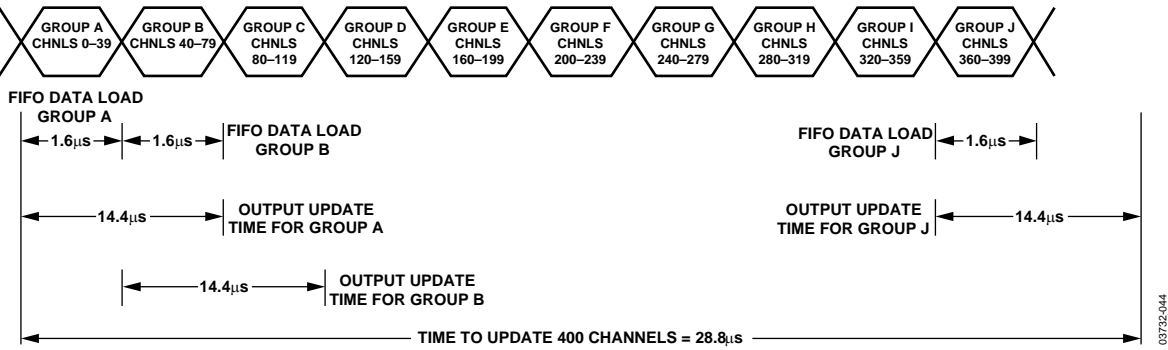 GROUP A
CHNLS 0–39
GROUP B
CHNLS 40–79
GROUP C
CHNLS
80–119
GROUP D
CHNLS
120–159
GROUP E
CHNLS
160–199
GROUP F
CHNLS
200–239
GROUP G
CHNLS
240–279
GROUP H
CHNLS
280–319
GROUP I
CHNLS
320–359
GROUP J
CHNLS
360–399
FIFO DATA LOAD
GROUP A
1.6μs
1.6μs
FIFO DATA LOAD
GROUP B
FIFO DATA LOAD
GROUP J
1.6μs
14.4μs
OUTPUT UPDATE
TIME FOR GROUP A
OUTPUT UPDATE
TIME FOR GROUP J
14.4μs
14.4μs
OUTPUT UPDATE
TIME FOR GROUP B
TIME TO UPDATE 400 CHANNELS = 28.8μs
03732-044